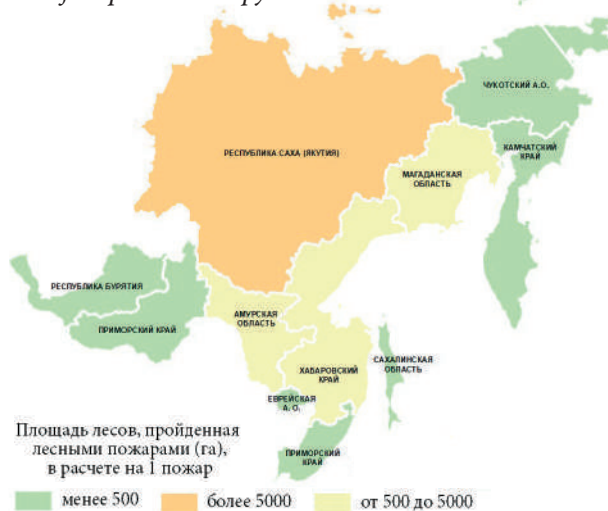 ЧУКОТСКИЙ А.О.
КАМЧАТСКИЙ
КРАЙ
РЕСПУБЛИКА САХА (ЯКУТИЯ)
МАГАДАНСКАЯ
ОБЛАСТЬ
РЕСПУБЛИКА БУРЯТИЯ
ПРИМОРСКИЙ КРАЙ
АМУРСКАЯ
ОБЛАСТЬ
ХАБАРОВСКИЙ
КРАЙ
САХАЛИНСКАЯ
ОБЛАСТЬ
ЕВРЕЙСКАЯ
А. О.
ПРИМОРСКИЙ
КРАЙ
Площадь лесов, пройденная
лесными пожарами (га),
в расчете на 1 пожар
менее 500
более 5000
от 500 до 5000